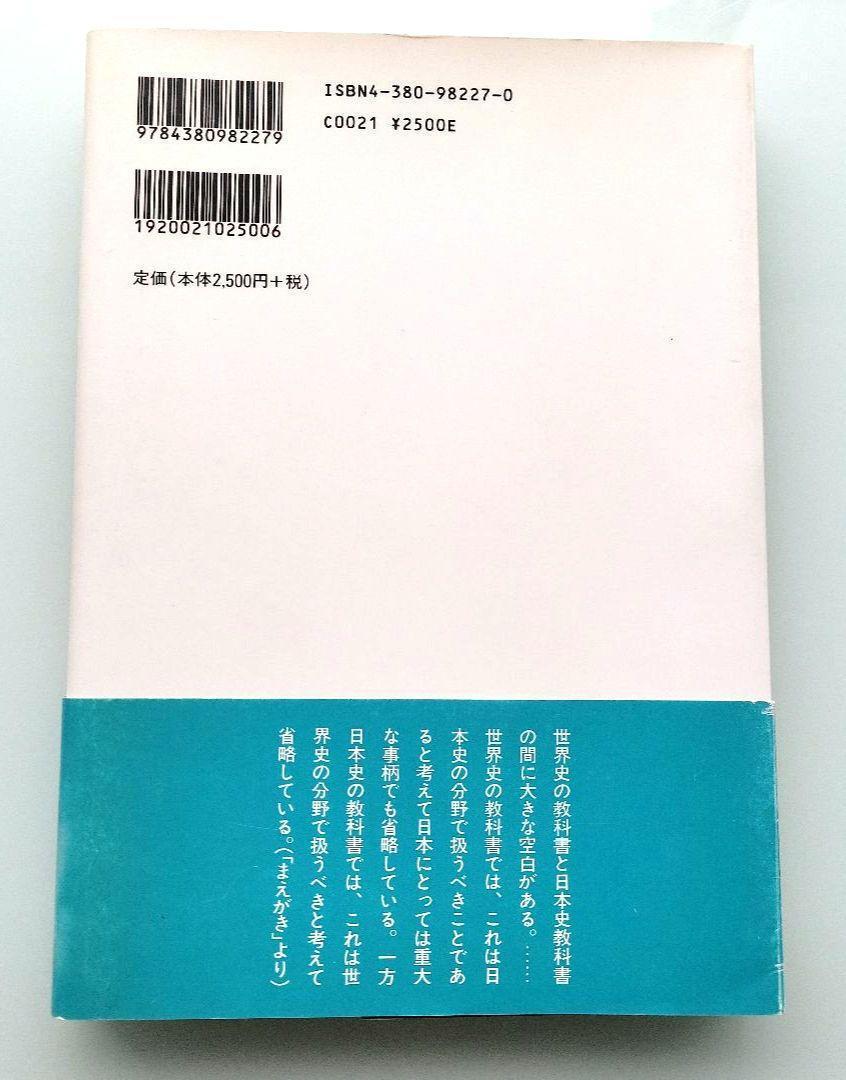 ISBN4-380-98227-0
C0021 ¥2500E
9784380982279
1920021025006
定価(本体2,500円+税)
世界史の教科書と日本史教科書
の間に大きな空白がある。……
世界史の教科書では、これは日
本史の分野で扱うべきことであ
ると考えて日本にとっては重大
な事柄でも省略している。一方
日本史の教科書では、これは世
界史の分野で扱うべきと考えて
省略している。(「まえがき」より)